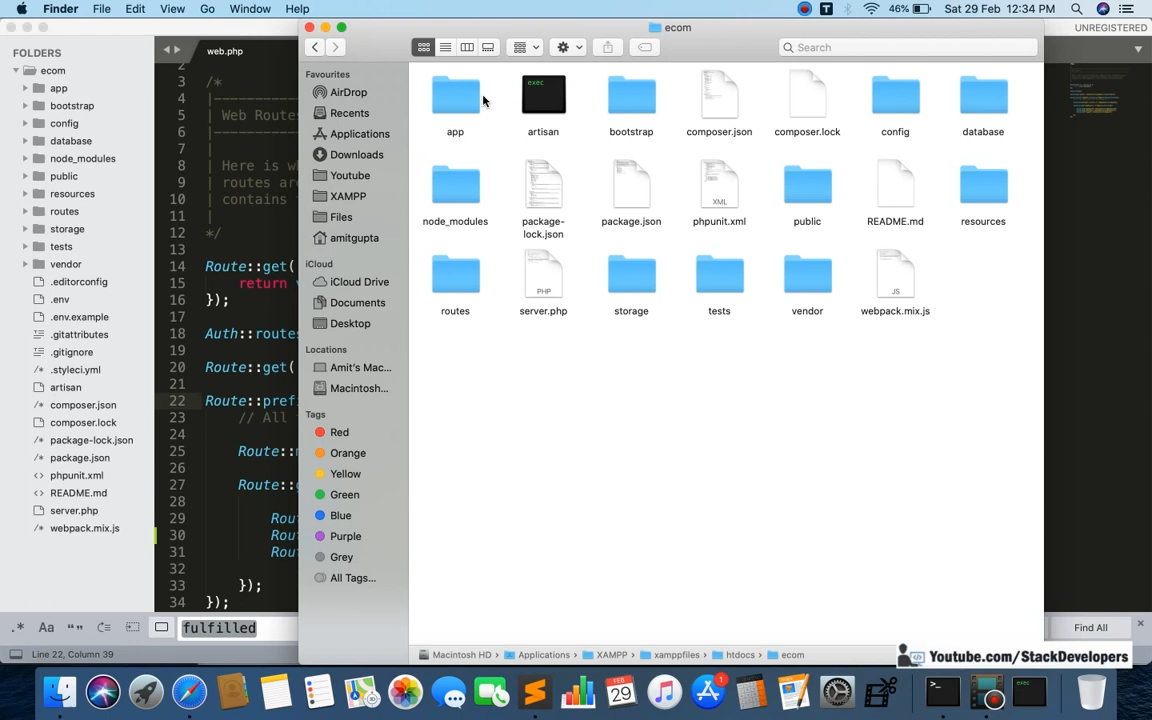 Finder File Edit View Go Window Help
46% Sat 29 Feb 12:34 PM
UNREGISTERED
FOLDERS
ecom
app
bootstrap
config
database
node_modules
public
resources
routes
storage
tests
vendor
.editorconfig
.env
.env.example
.gitattributes
.gitignore
.styleci.yml
artisan
composer.json
composer.lock
package-lock.json
package.json
phpunit.xml
README.md
server.php
webpack.mix.js
web.php
2
3 /*
4 |--------
5 | Web Routes
6 |--------
7 |
8 | Here is w
9 | routes are
10 | contains
11 |
12 */
13
14 Route::get(
15 return
16 });
17
18 Auth::routes
19
20 Route::get(
21
22 Route::pref
23 // All
24
25 Route::
26
27 Route::
28
29 Rou
30 Rou
31 Rou
32
33 });
34 });
ecom
Search
Favourites
AirDrop
Recents
Applications
Downloads
Youtube
XAMPP
Files
amitgupta
iCloud
iCloud Drive
Documents
Desktop
Locations
Amit's Mac...
Macintosh...
Tags
Red
Orange
Yellow
Green
Blue
Purple
Grey
All Tags...
exec
app artisan bootstrap composer.json composer.lock config database
XML
node_modules package-lock.json package.json phpunit.xml public README.md resources
PHP JS
routes server.php storage tests vendor webpack.mix.js
.* Aa “” fulfilled Find All
Line 22, Column 39
Macintosh HD › Applications › XAMPP › xamppfiles › htdocs › ecom
Youtube.com/StackDevelopers
FEB
29
1
exec